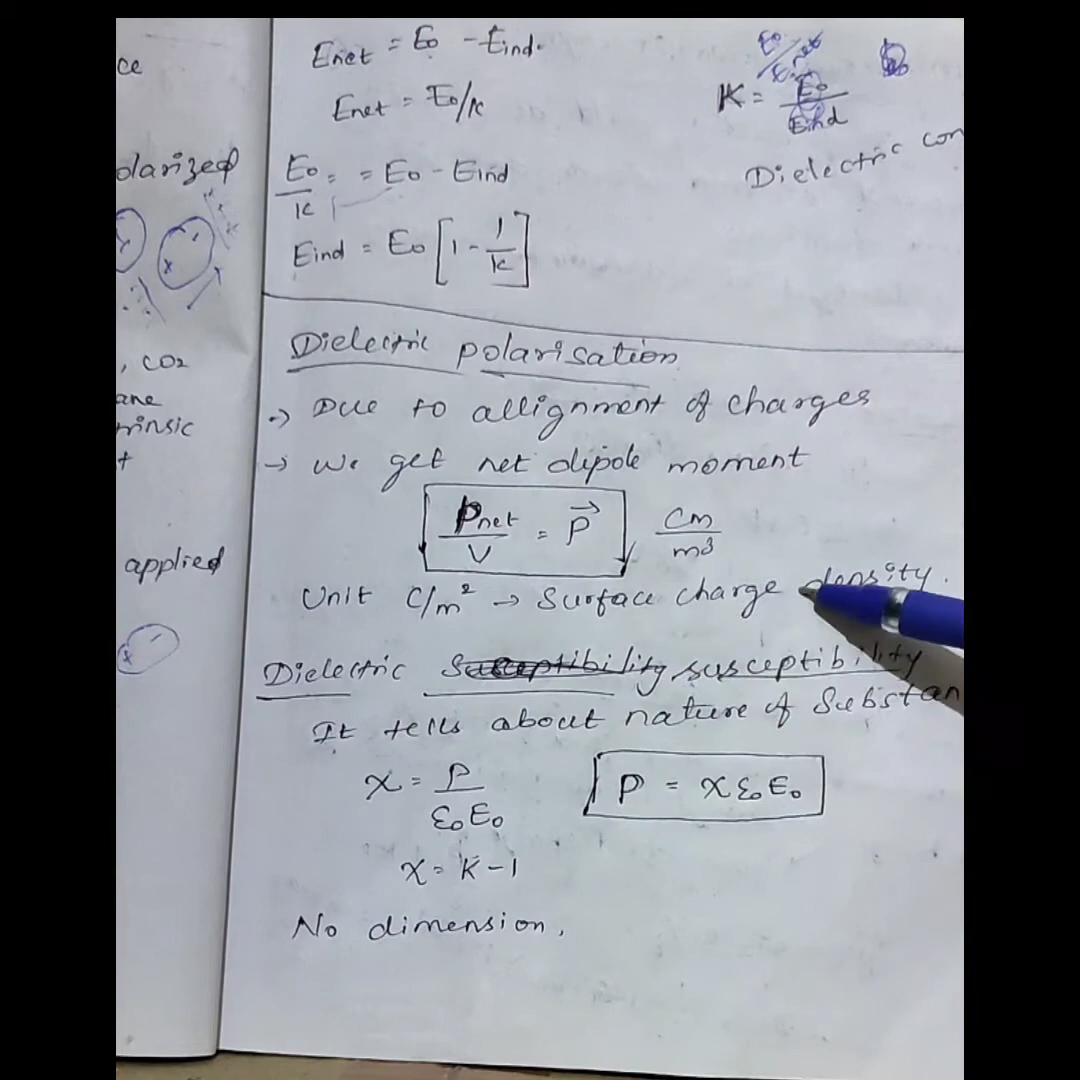 ce
olarized
, CO2
ane
rinsic
t
applied
Enet = E0 - Eind.
Enet = E0/K
K = E0/Eind
Dielectric con
E0/K = = E0 - Eind
Eind = E0 [1 - 1/K]
Dielectric polarisation
→ Due to allignment of charges
→ We get net dipole moment
Pnet/V = P⃗ Cm/m³
Unit C/m² → Surface charge density.
Dielectric susceptibility
It tells about nature of Substan
χ = P/ε0E0 P = χε0E0
χ = K - 1
No dimension.